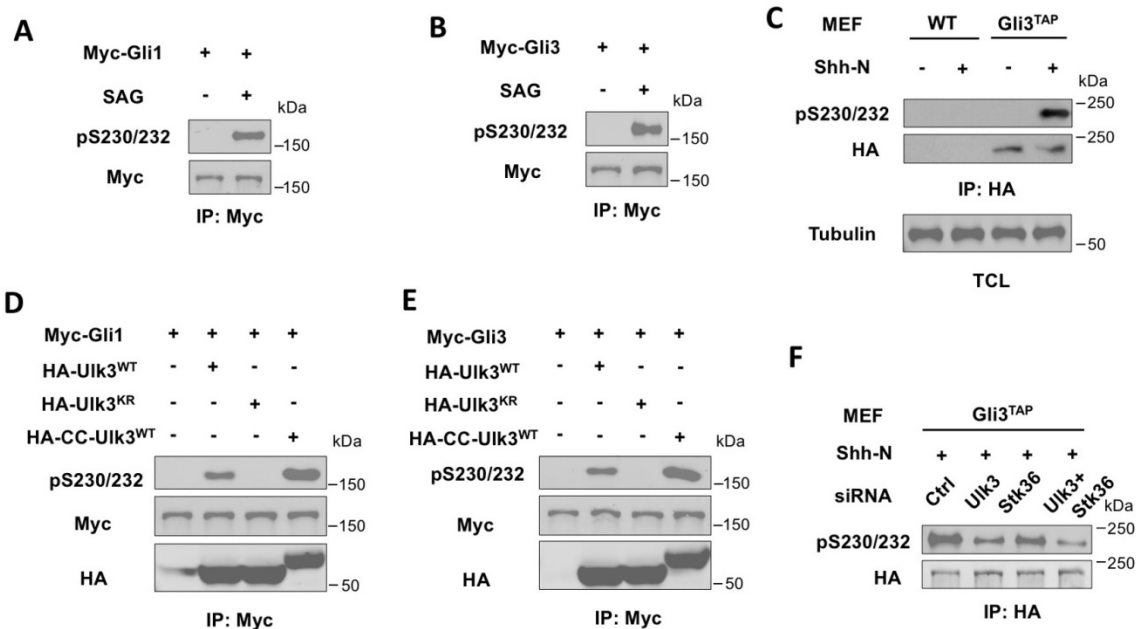 A
Myc-Gli1 + +
SAG - +
kDa
pS230/232
–150
Myc
–150
IP: Myc
B
Myc-Gli3 + +
SAG - +
kDa
pS230/232
–150
Myc
–150
IP: Myc
C
MEF WT Gli3TAP
Shh-N - + - +
kDa
–250
pS230/232
–250
HA
IP: HA
Tubulin
–50
TCL
D
Myc-Gli1 + + + +
HA-Ulk3WT - + - -
HA-Ulk3KR - - + -
HA-CC-Ulk3WT - - - +
kDa
pS230/232
–150
Myc
–150
HA
–50
IP: Myc
E
Myc-Gli3 + + + +
HA-Ulk3WT - + - -
HA-Ulk3KR - - + -
HA-CC-Ulk3WT - - - +
kDa
pS230/232
–150
Myc
–150
HA
–50
IP: Myc
F
MEF Gli3TAP
Shh-N + + + +
siRNA Ctrl Ulk3 Stk36 Ulk3+ Stk36
kDa
–250
pS230/232
–250
HA
IP: HA